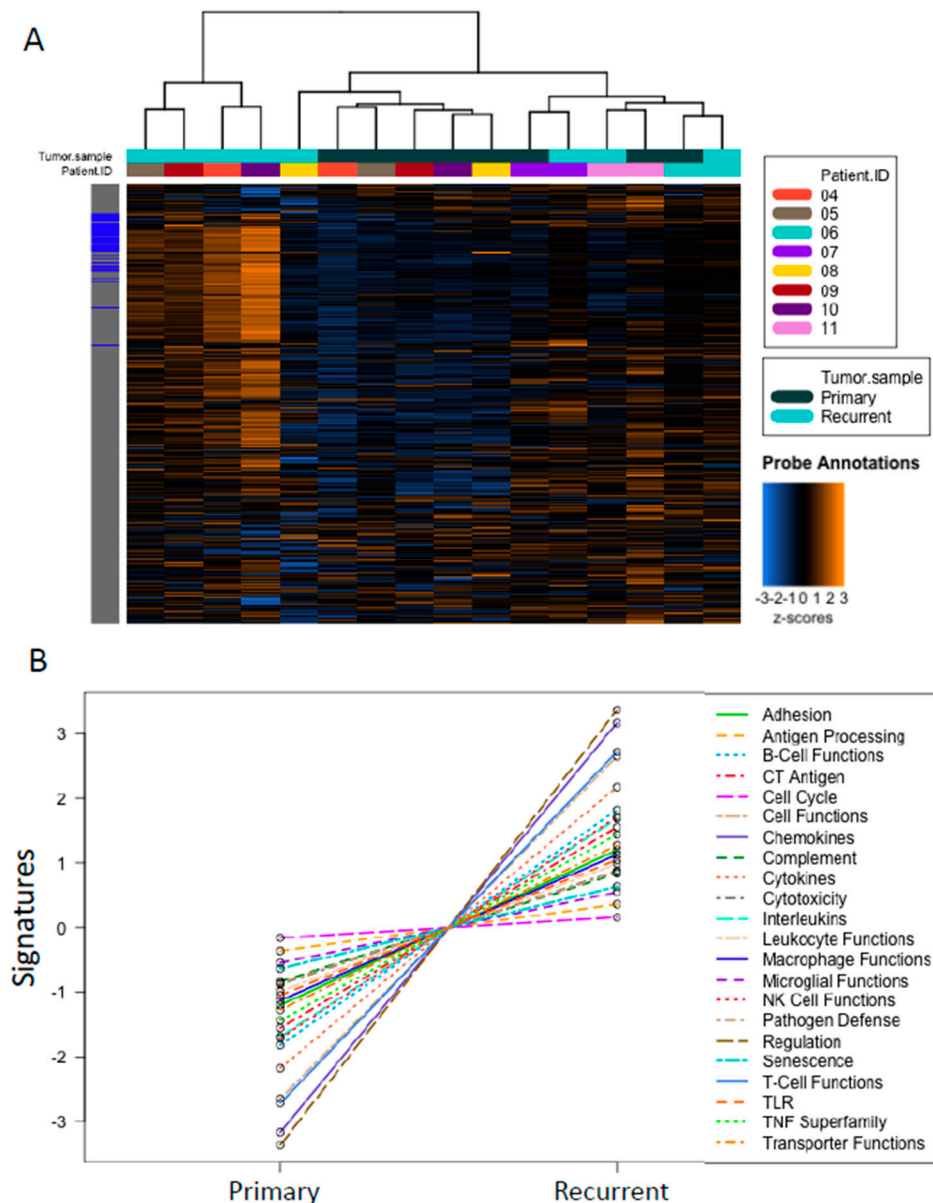 A
Tumor.sample
Patient.ID
Patient.ID
04
05
06
07
08
09
10
11
Tumor.sample
Primary
Recurrent
Probe Annotations
-3-2-1 0 1 2 3
z-scores
B
Signatures
3
2
1
0
-1
-2
-3
Primary
Recurrent
Adhesion
Antigen Processing
B-Cell Functions
CT Antigen
Cell Cycle
Cell Functions
Chemokines
Complement
Cytokines
Cytotoxicity
Interleukins
Leukocyte Functions
Macrophage Functions
Microglial Functions
NK Cell Functions
Pathogen Defense
Regulation
Senescence
T-Cell Functions
TLR
TNF Superfamily
Transporter Functions